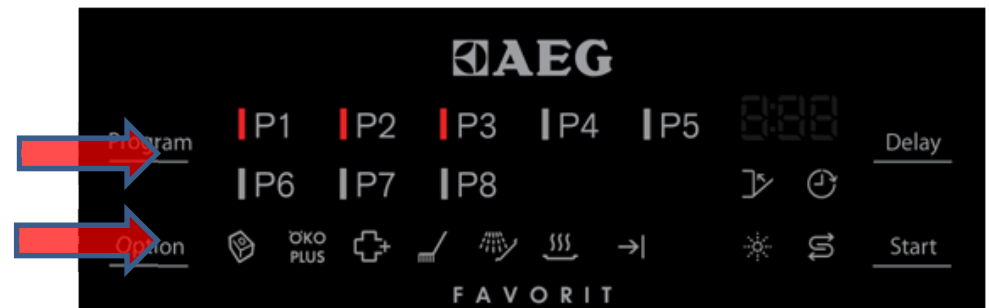 AEG
Program P1 P2 P3 P4 P5 Delay
P6 P7 P8
Option ÖKO PLUS Start
FAVORIT